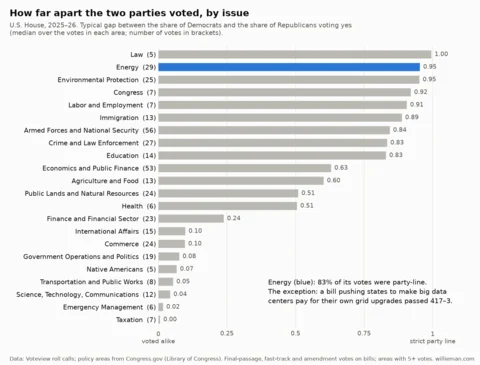 How far apart the two parties voted, by issue
U.S. House, 2025–26. Typical gap between the share of Democrats and the share of Republicans voting yes
(median over the votes in each area; number of votes in brackets).
Law (5) 1.00
Energy (29) 0.95
Environmental Protection (25) 0.95
Congress (7) 0.92
Labor and Employment (7) 0.91
Immigration (13) 0.89
Armed Forces and National Security (56) 0.84
Crime and Law Enforcement (27) 0.83
Education (14) 0.83
Economics and Public Finance (53) 0.63
Agriculture and Food (13) 0.60
Public Lands and Natural Resources (24) 0.51
Health (6) 0.51
Finance and Financial Sector (23) 0.24
International Affairs (15) 0.10
Commerce (24) 0.10
Government Operations and Politics (19) 0.08
Native Americans (5) 0.07
Transportation and Public Works (8) 0.05
Science, Technology, Communications (12) 0.04
Emergency Management (6) 0.02
Taxation (7) 0.00
Energy (blue): 83% of its votes were party-line.
The exception: a bill pushing states to make big data
centers pay for their own grid upgrades passed 417–3.
0 0.25 0.5 0.75 1
voted alike strict party line
Data: Voteview roll calls; policy areas from Congress.gov (Library of Congress). Final-passage, fast-track and amendment votes on bills; areas with 5+ votes. willieman.com